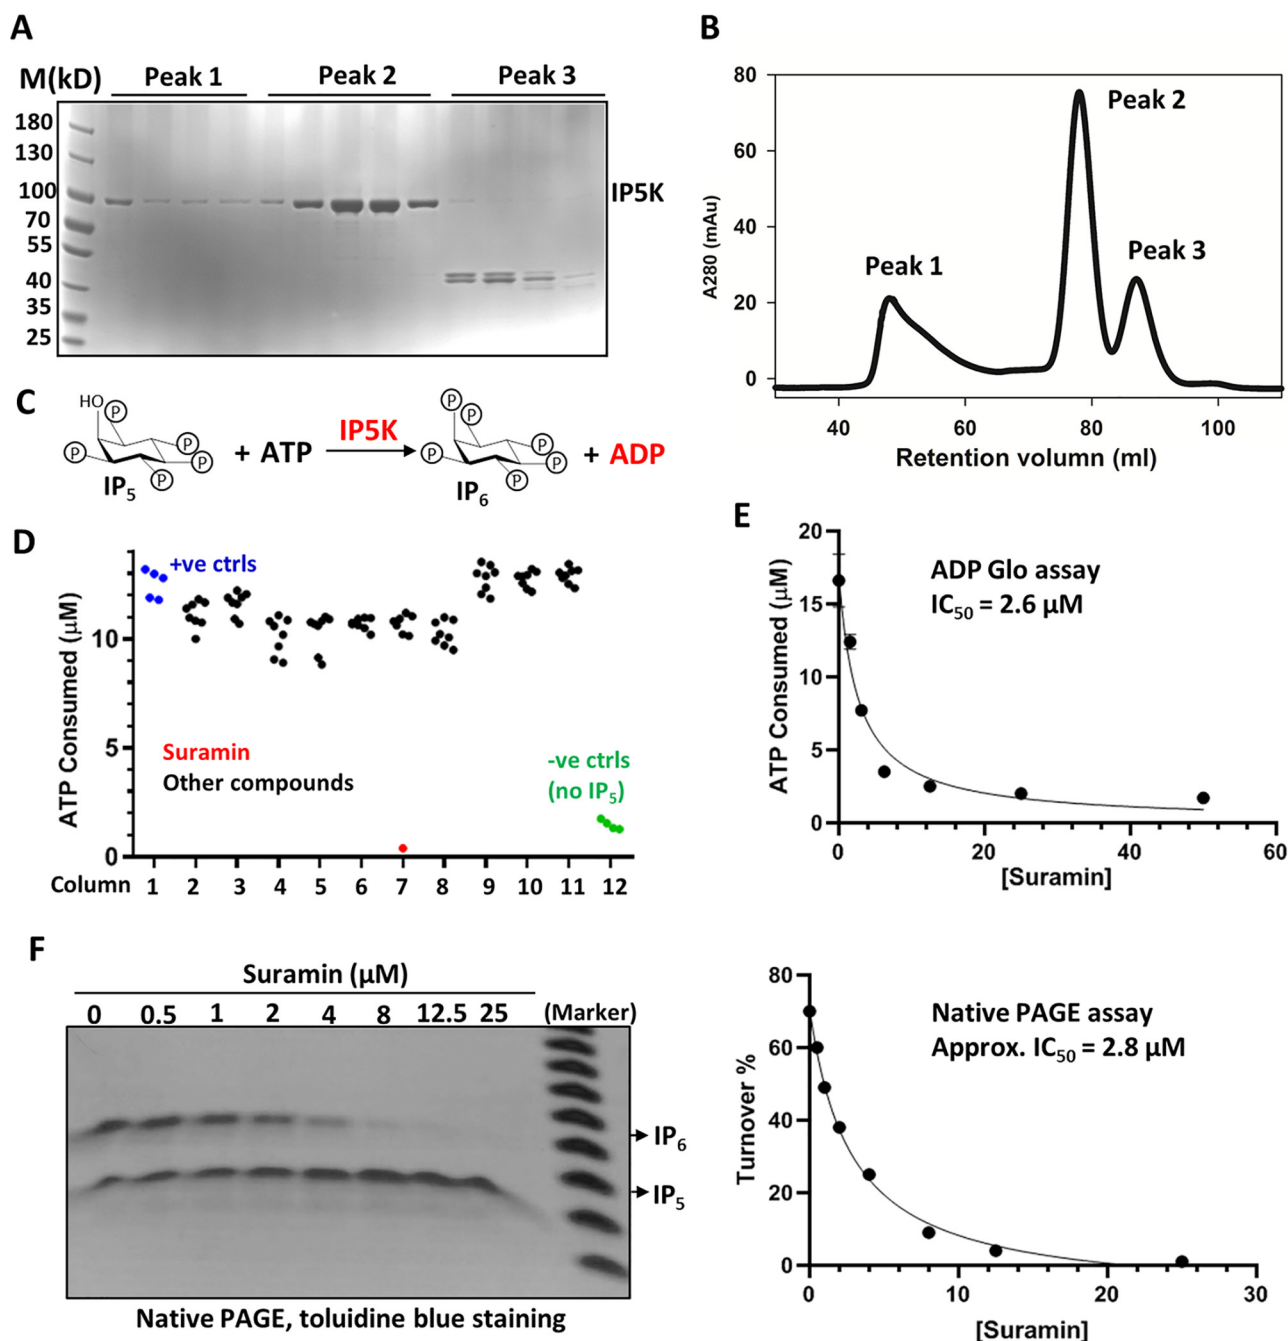 A
M(kD) Peak 1 Peak 2 Peak 3
180
130
100
70
55
40
35
25
IP5K
B
80
60
40
20
0
A280 (mAu)
Peak 1
Peak 2
Peak 3
40 60 80 100
Retention volumn (ml)
C
HO P P P P P
IP5
+ ATP
IP5K
P P P P P P
IP6
+ ADP
D
ATP Consumed (µM)
10
5
0
+ve ctrls
Suramin
Other compounds
-ve ctrls
(no IP5)
Column 1 2 3 4 5 6 7 8 9 10 11 12
E
ATP Consumed (µM)
20
15
10
5
0
ADP Glo assay
IC50 = 2.6 µM
0 20 40 60
[Suramin]
F
Suramin (µM)
0 0.5 1 2 4 8 12.5 25 (Marker)
IP6
IP5
Native PAGE, toluidine blue staining
Turnover %
80
60
40
20
0
Native PAGE assay
Approx. IC50 = 2.8 µM
0 10 20 30
[Suramin]